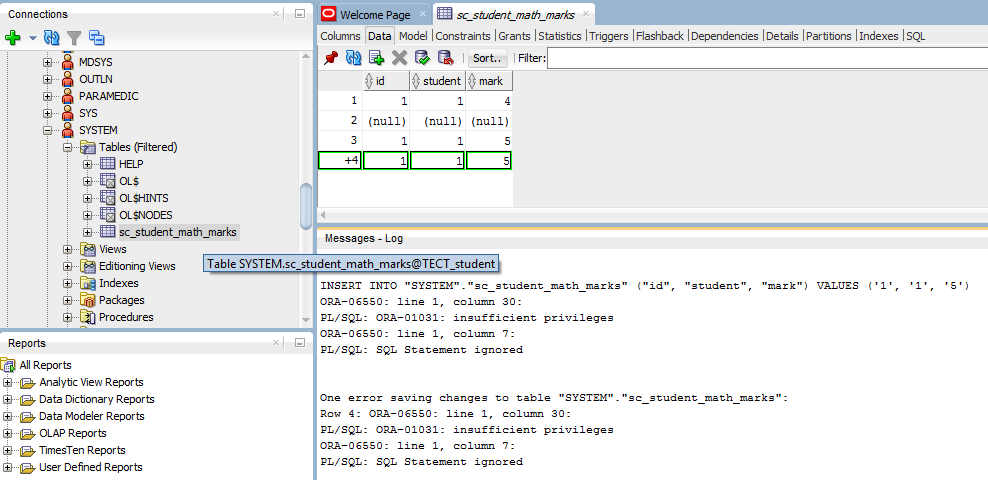 Connections
MDSYS
OUTLN
PARAMEDIC
SYS
SYSTEM
Tables (Filtered)
HELP
OL$
OL$HINTS
OL$NODES
sc_student_math_marks
Views
Editioning Views
Indexes
Packages
Procedures
Table SYSTEM.sc_student_math_marks@TECT_student
Reports
All Reports
Analytic View Reports
Data Dictionary Reports
Data Modeler Reports
OLAP Reports
TimesTen Reports
User Defined Reports
Welcome Page sc_student_math_marks
Columns Data Model Constraints Grants Statistics Triggers Flashback Dependencies Details Partitions Indexes SQL
Sort.. Filter:
id student mark
1 1 1 4
2 (null) (null) (null)
3 1 1 5
+4 1 1 5
Messages - Log
INSERT INTO "SYSTEM"."sc_student_math_marks" ("id", "student", "mark") VALUES ('1', '1', '5')
ORA-06550: line 1, column 30:
PL/SQL: ORA-01031: insufficient privileges
ORA-06550: line 1, column 7:
PL/SQL: SQL Statement ignored
One error saving changes to table "SYSTEM"."sc_student_math_marks":
Row 4: ORA-06550: line 1, column 30:
PL/SQL: ORA-01031: insufficient privileges
ORA-06550: line 1, column 7:
PL/SQL: SQL Statement ignored